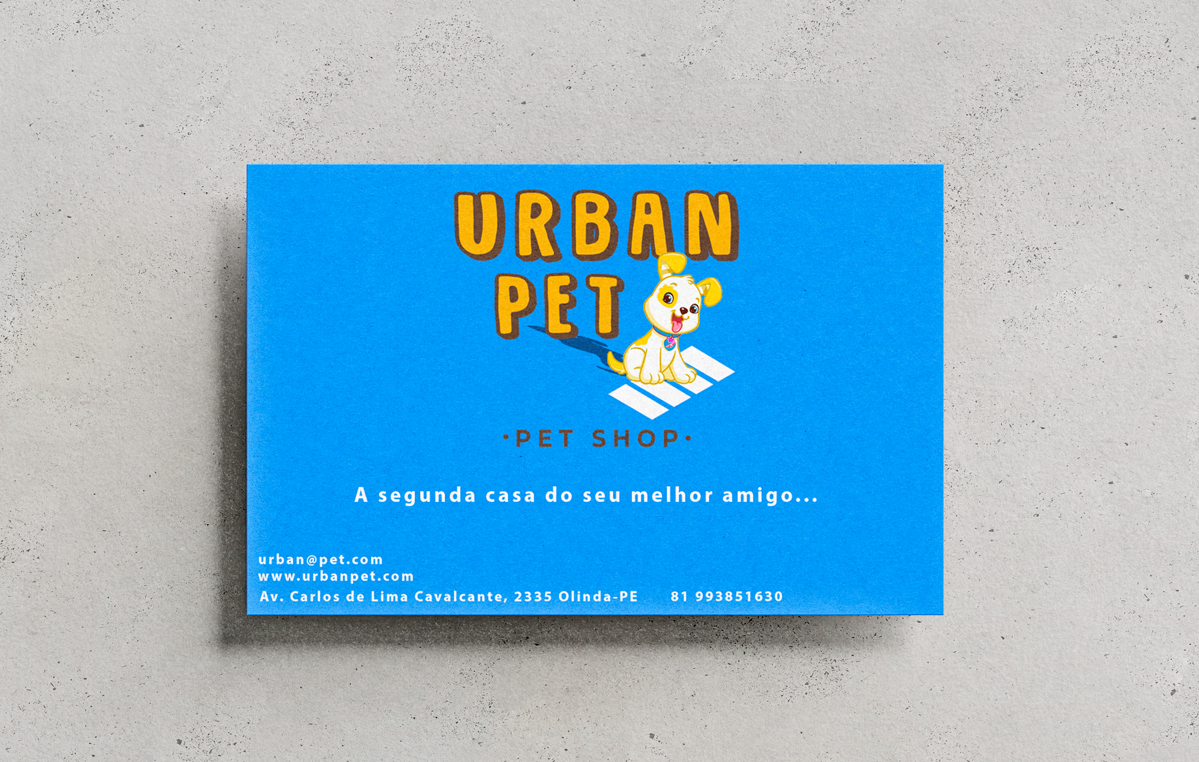 URBAN
PET
·PET SHOP·
A segunda casa do seu melhor amigo...
urban@pet.com
www.urbanpet.com
Av. Carlos de Lima Cavalcante, 2335 Olinda-PE 81 993851630